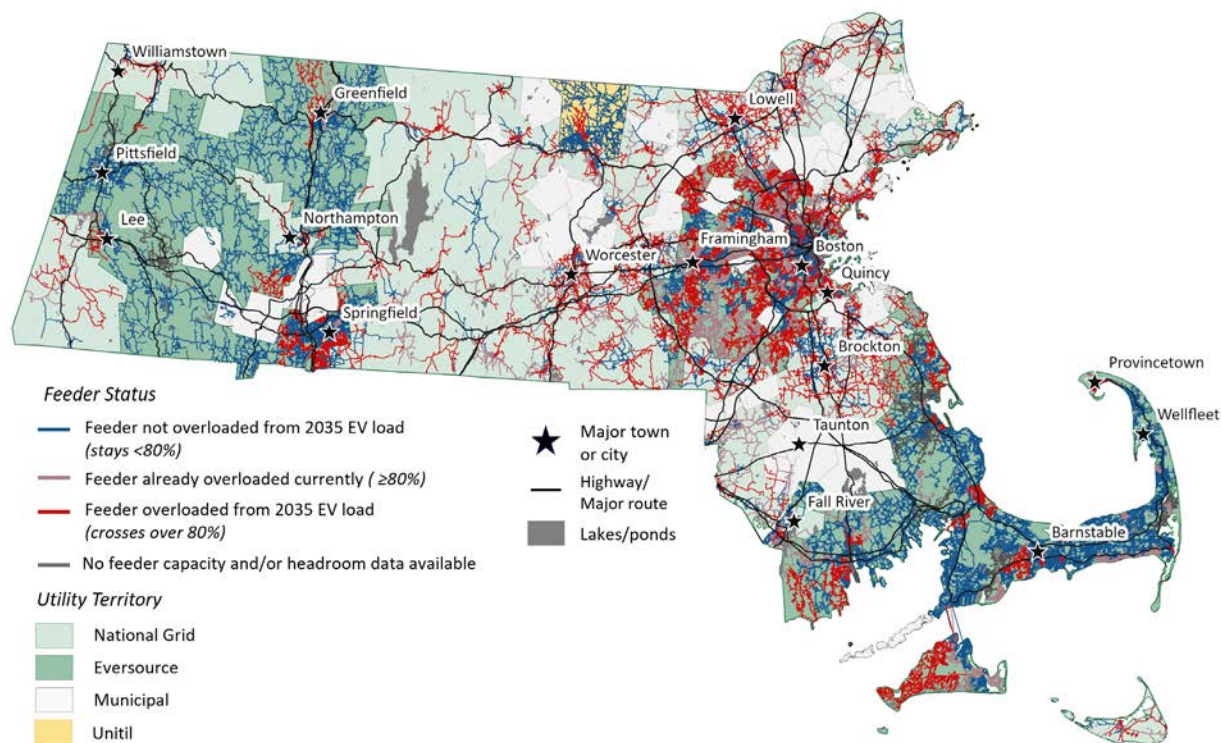 Williamstown
Greenfield
Lowell
Pittsfield
Lee
Northampton
Framingham
Boston
Worcester
Quincy
Springfield
Brockton
Provincetown
Wellfleet
Taunton
Fall River
Barnstable
Feeder Status
Feeder not overloaded from 2035 EV load
(stays <80%)
Feeder already overloaded currently ( ≥80%)
Feeder overloaded from 2035 EV load
(crosses over 80%)
No feeder capacity and/or headroom data available
Major town
or city
Highway/
Major route
Lakes/ponds
Utility Territory
National Grid
Eversource
Municipal
Unitil